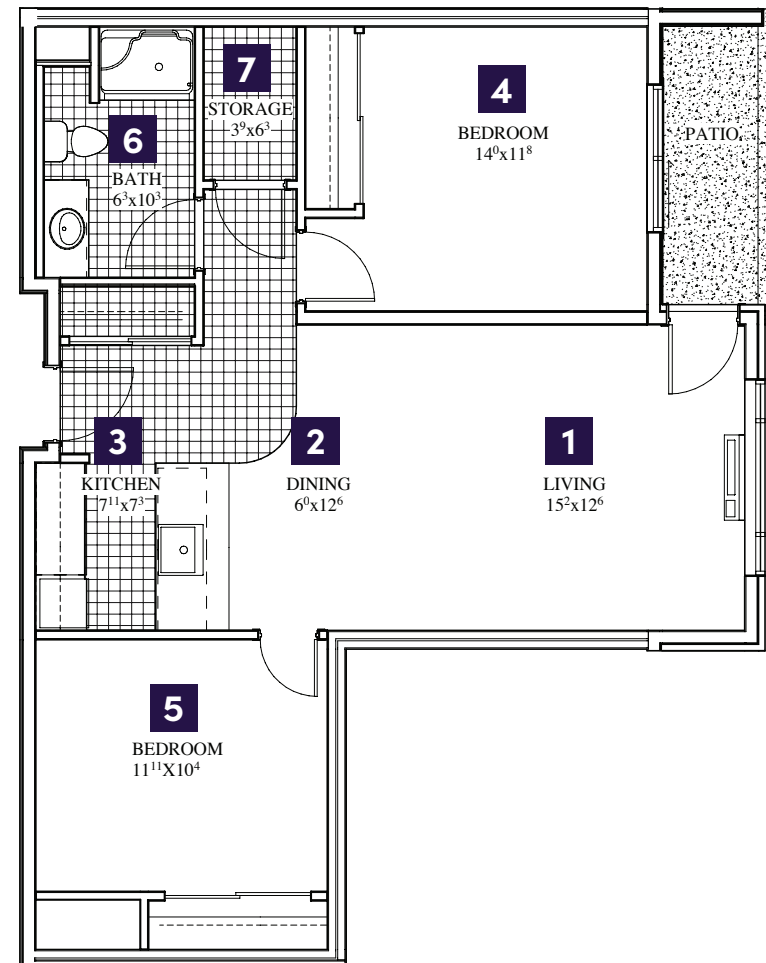 7
STORAGE
3⁹x6³
4
BEDROOM
14⁰x11⁸
PATIO
6
BATH
6³x10³
3
KITCHEN
7¹¹x7³
2
DINING
6⁰x12⁶
1
LIVING
15²x12⁶
5
BEDROOM
11¹¹X10⁴